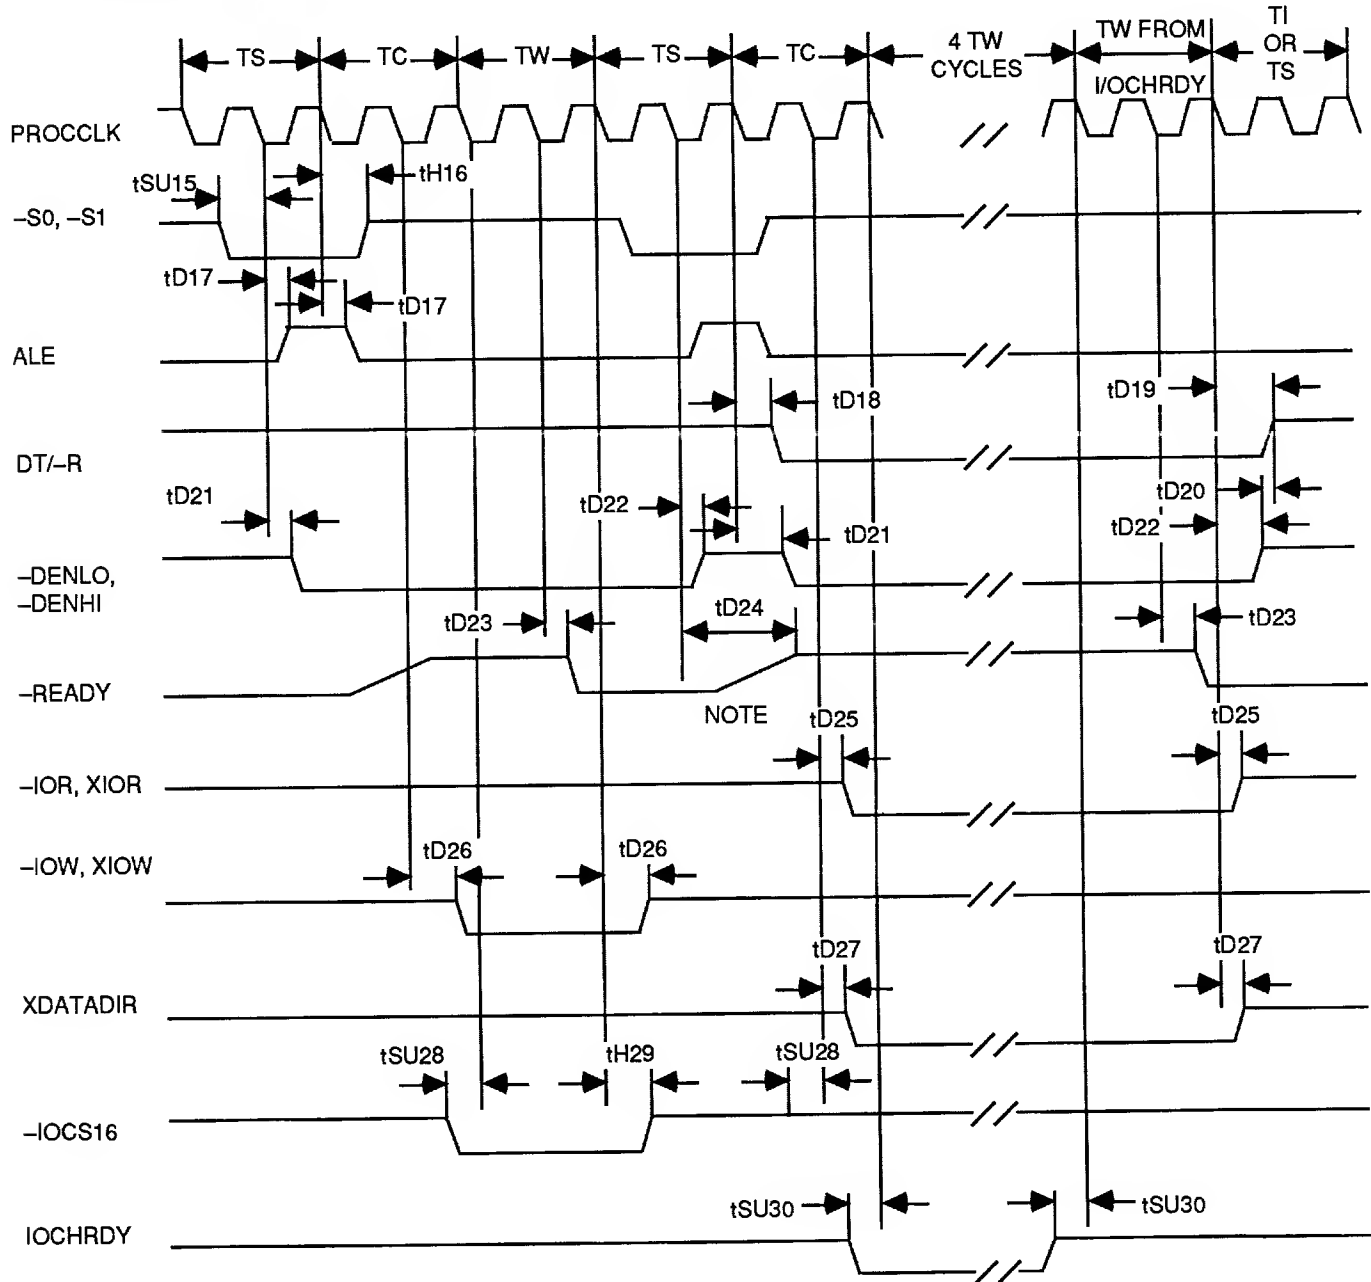 TS
TC
TW
TS
TC
4 TW
CYCLES
TW FROM
I/OCHRDY
TI
OR
TS
PROCCLK
tSU15
tH16
–S0, –S1
tD17
tD17
ALE
tD18
tD19
DT/–R
tD21
tD22
tD21
tD20
tD22
–DENLO,
–DENHI
tD23
tD24
tD23
–READY
NOTE
tD25
tD25
–IOR, XIOR
–IOW, XIOW
tD26
tD26
tD27
tD27
XDATADIR
tSU28
tH29
tSU28
–IOCS16
tSU30
tSU30
IOCHRDY